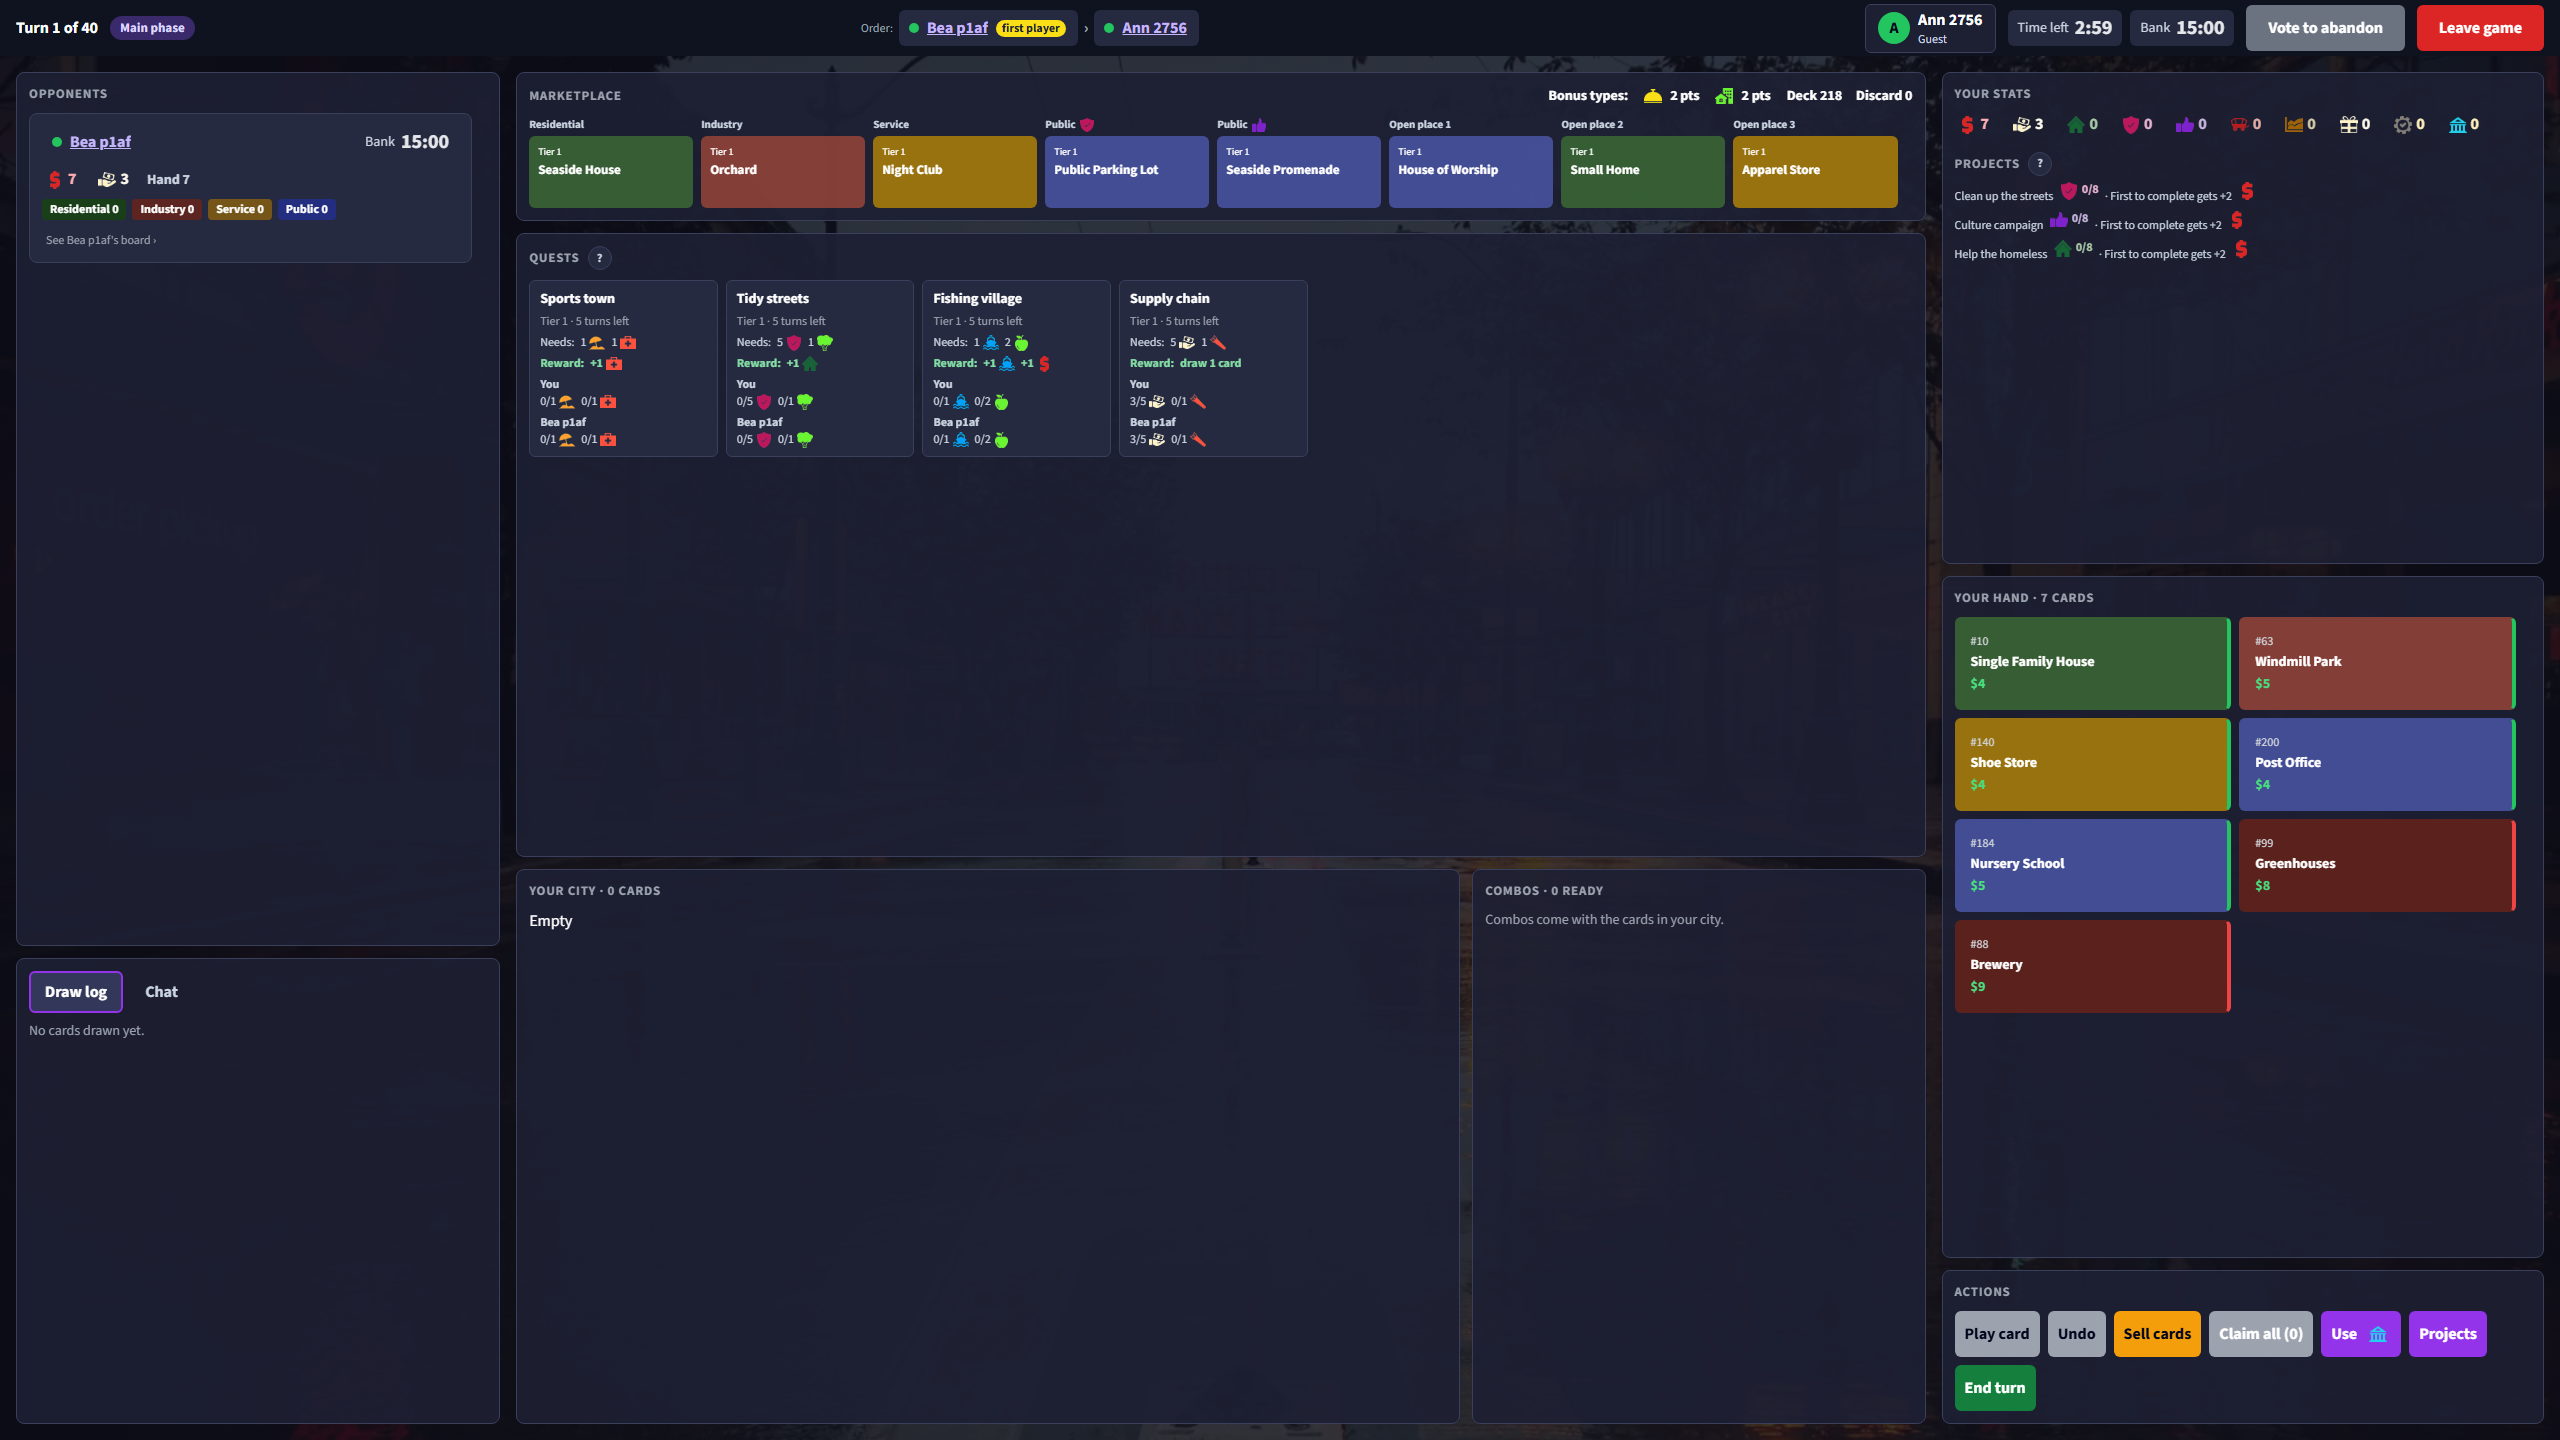 Turn 1 of 40 Main phase
Order: Bea p1af first player › Ann 2756
A Ann 2756
Guest
Time left 2:59 Bank 15:00 Vote to abandon Leave game
OPPONENTS
Bea p1af Bank 15:00
7 3 Hand 7
Residential 0 Industry 0 Service 0 Public 0
See Bea p1af's board ›
Draw log Chat
No cards drawn yet.
MARKETPLACE
Bonus types: 2 pts 2 pts Deck 218 Discard 0
Residential Industry Service Public Public Open place 1 Open place 2 Open place 3
Tier 1 Tier 1 Tier 1 Tier 1 Tier 1 Tier 1 Tier 1 Tier 1
Seaside House Orchard Night Club Public Parking Lot Seaside Promenade House of Worship Small Home Apparel Store
QUESTS ?
Sports town
Tier 1 · 5 turns left
Needs: 1 1
Reward: +1
You
0/1 0/1
Bea p1af
0/1 0/1
Tidy streets
Tier 1 · 5 turns left
Needs: 5 1
Reward: +1
You
0/5 0/1
Bea p1af
0/5 0/1
Fishing village
Tier 1 · 5 turns left
Needs: 1 2
Reward: +1 +1
You
0/1 0/2
Bea p1af
0/1 0/2
Supply chain
Tier 1 · 5 turns left
Needs: 5 1
Reward: draw 1 card
You
3/5 0/1
Bea p1af
3/5 0/1
YOUR CITY · 0 CARDS
Empty
COMBOS · 0 READY
Combos come with the cards in your city.
YOUR STATS
7 3 0 0 0 0 0 0 0 0
PROJECTS ?
Clean up the streets 0/8 · First to complete gets +2
Culture campaign 0/8 · First to complete gets +2
Help the homeless 0/8 · First to complete gets +2
YOUR HAND · 7 CARDS
#10
Single Family House
$4
#63
Windmill Park
$5
#140
Shoe Store
$4
#200
Post Office
$4
#184
Nursery School
$5
#99
Greenhouses
$8
#88
Brewery
$9
ACTIONS
Play card Undo Sell cards Claim all (0) Use Projects
End turn